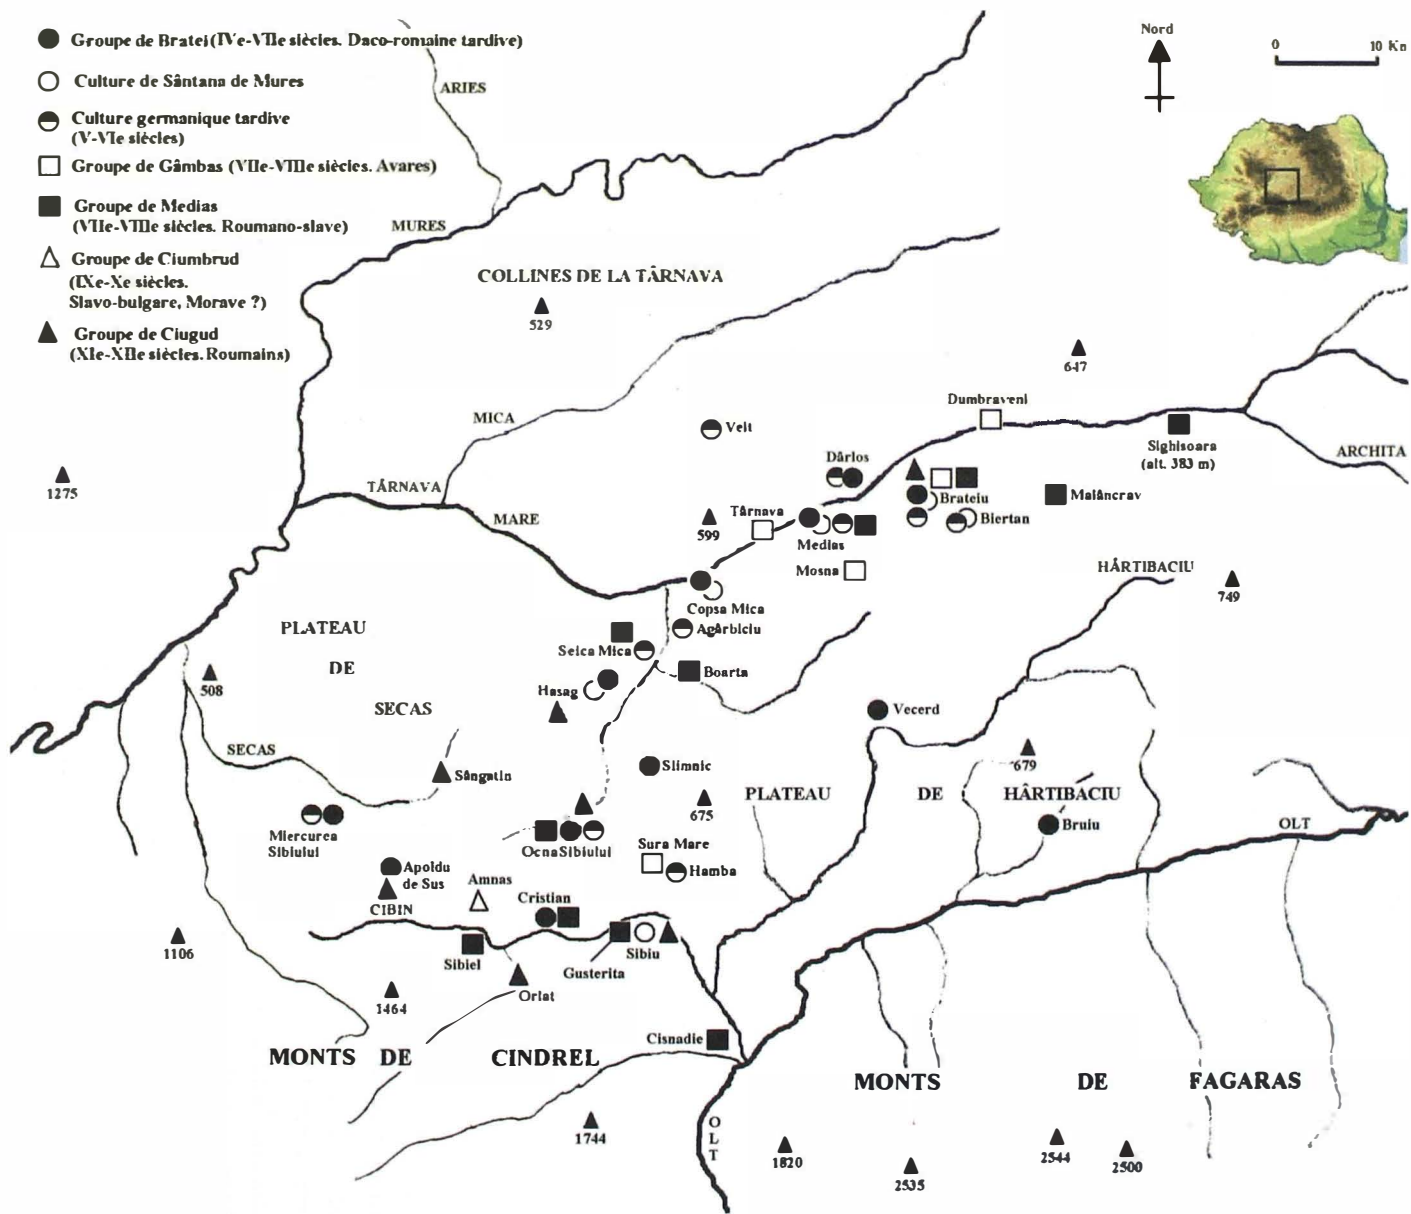 Groupe de Bratei (IVe-VIIe siècles. Daco-romaine tardive)
Culture de Sântana de Mures
Culture germanique tardive
(V-VIe siècles)
Groupe de Gâmbas (VIIe-VIIIe siècles. Avares)
Groupe de Medias
(VIIe-VIIIe siècles. Roumano-slave)
Groupe de Ciumbrud
(IXe-Xe siècles.
Slavo-bulgare, Morave ?)
Groupe de Ciugud
(XIe-XIIe siècles. Roumains)
Nord
0 10 Km
ARIES
MURES
COLLINES DE LA TÂRNAVA
529
647
MICA
Velt
Dumbraveni
Sighisoara
(alt. 383 m)
ARCHITA
1275
TÂRNAVA
MARE
Dârlos
Brateiu
Malâncrav
Biertan
599
Târnava
Medias
Mosna
HÂRTIBACIU
749
Copsa Mica
Agârbiciu
PLATEAU
DE
SECAS
Seica Mica
Boarta
508
Hasag
Vecerd
SECAS
Sângatin
Slimnic
679
675
PLATEAU
DE
HÂRTIBACIU
Bruiu
OLT
Miercurea
Sibiului
Ocna Sibiului
Sura Mare
Hamba
Apoldu
de Sus
Amnas
CIBIN
Cristian
1106
Sibiel
Gusterita
Sibiu
Orlat
1464
Cisnadie
MONTS DE CINDREL
MONTS DE FAGARAS
1744
OLT
1820
2535
2544
2500